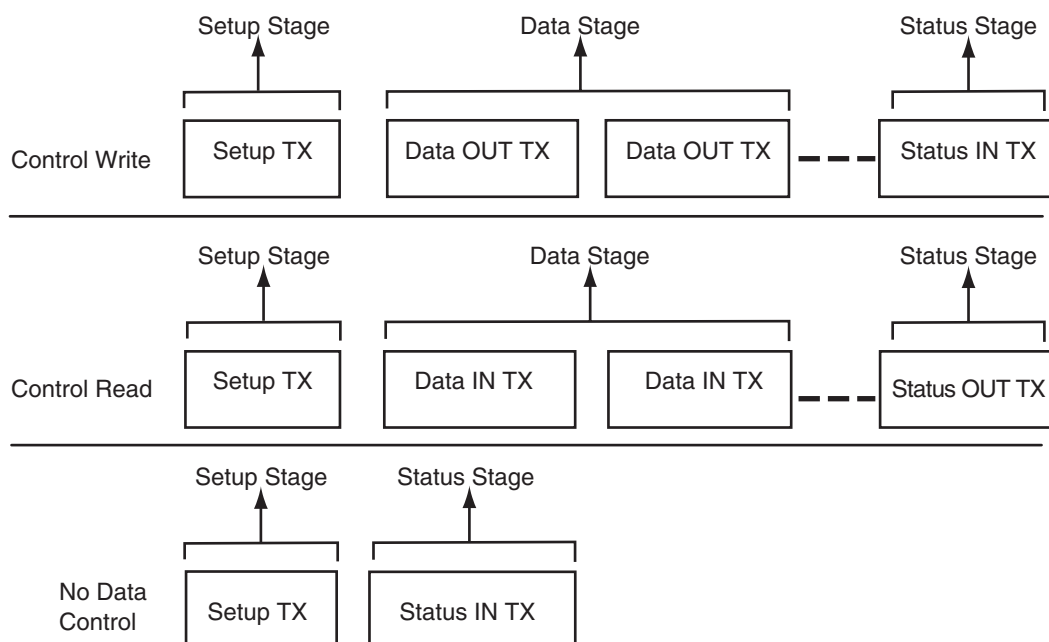 Setup Stage Data Stage Status Stage
Control Write Setup TX Data OUT TX Data OUT TX Status IN TX
Setup Stage Data Stage Status Stage
Control Read Setup TX Data IN TX Data IN TX Status OUT TX
Setup Stage Status Stage
No Data
Control Setup TX Status IN TX